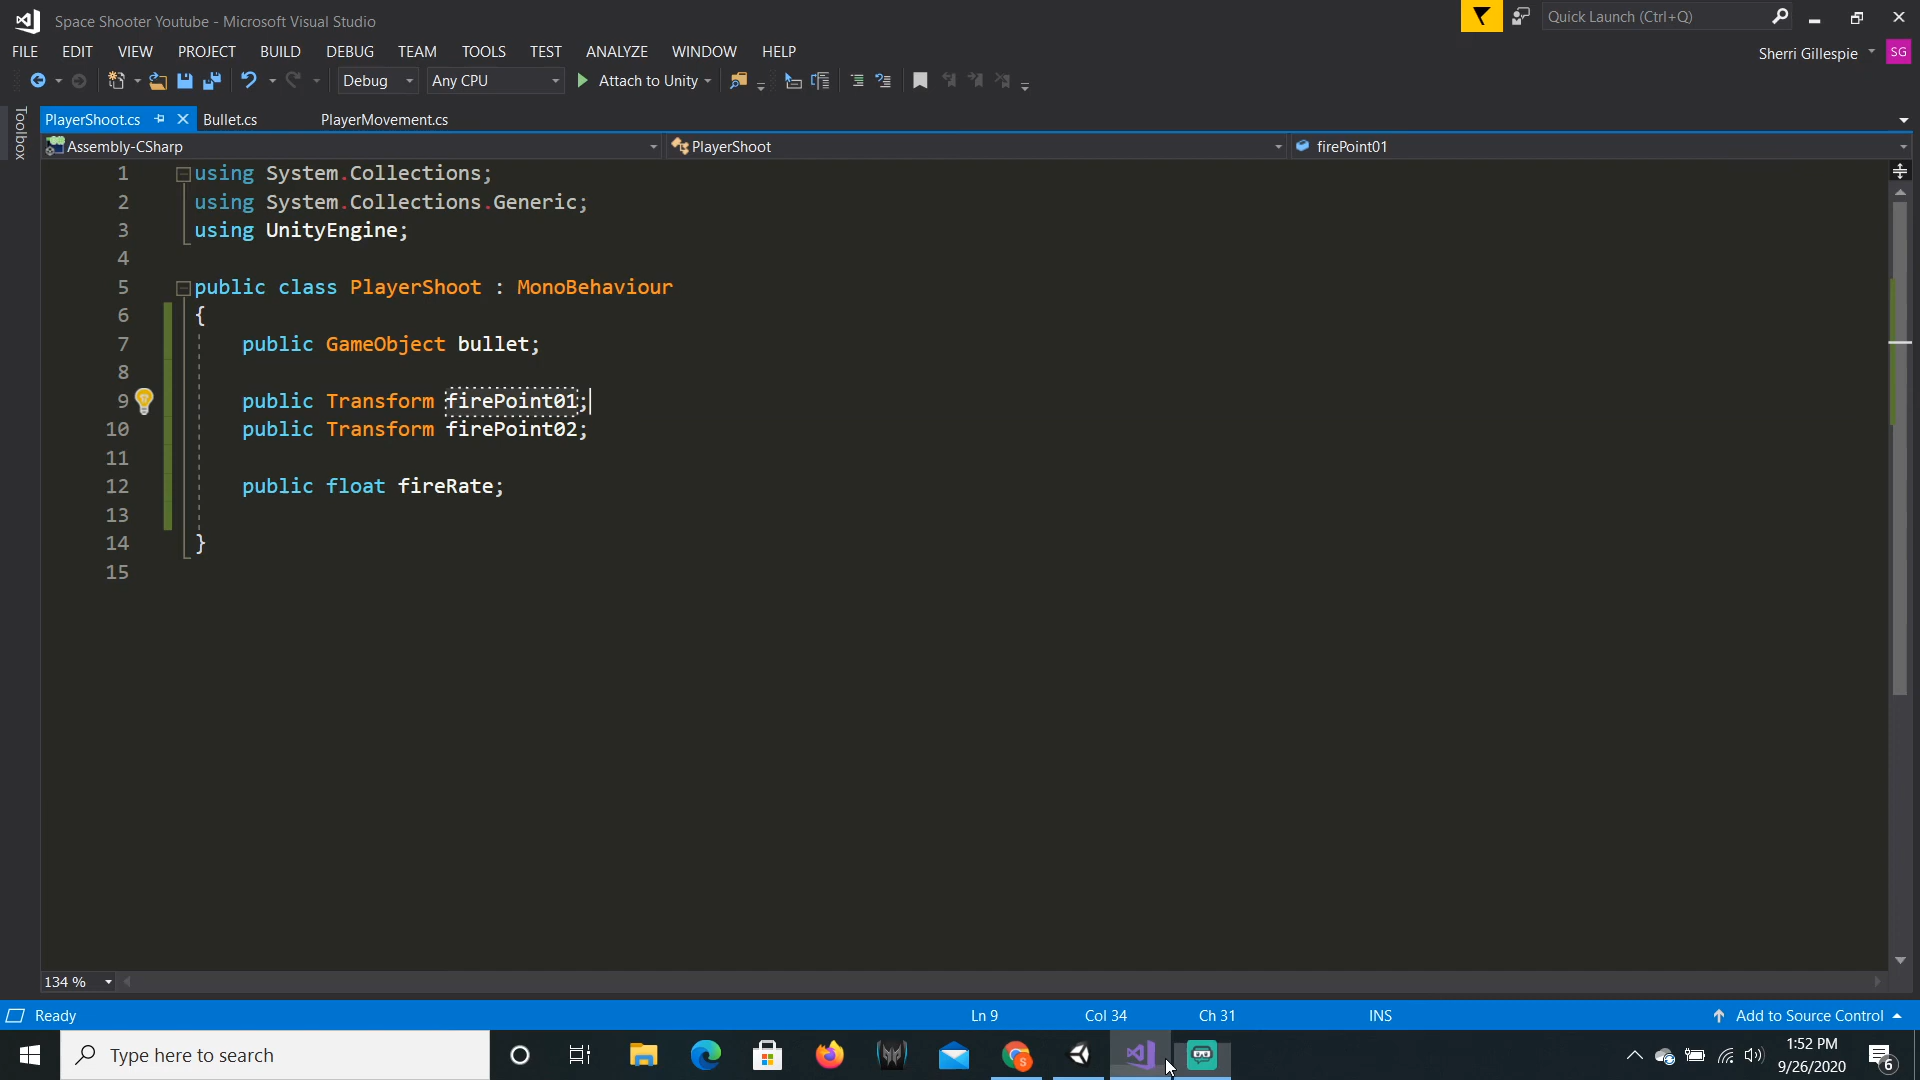 Space Shooter Youtube - Microsoft Visual Studio
Quick Launch (Ctrl+Q)
FILE EDIT VIEW PROJECT BUILD DEBUG TEAM TOOLS TEST ANALYZE WINDOW HELP
Sherri Gillespie SG
Debug Any CPU Attach to Unity
Toolbox
PlayerShoot.cs Bullet.cs PlayerMovement.cs
Assembly-CSharp PlayerShoot firePoint01
1 using System.Collections;
2 using System.Collections.Generic;
3 using UnityEngine;
4
5 public class PlayerShoot : MonoBehaviour
6 {
7 public GameObject bullet;
8
9 public Transform firePoint01;
10 public Transform firePoint02;
11
12 public float fireRate;
13
14 }
15
134 %
Ready Ln 9 Col 34 Ch 31 INS Add to Source Control
Type here to search
S
1:52 PM
9/26/2020
6